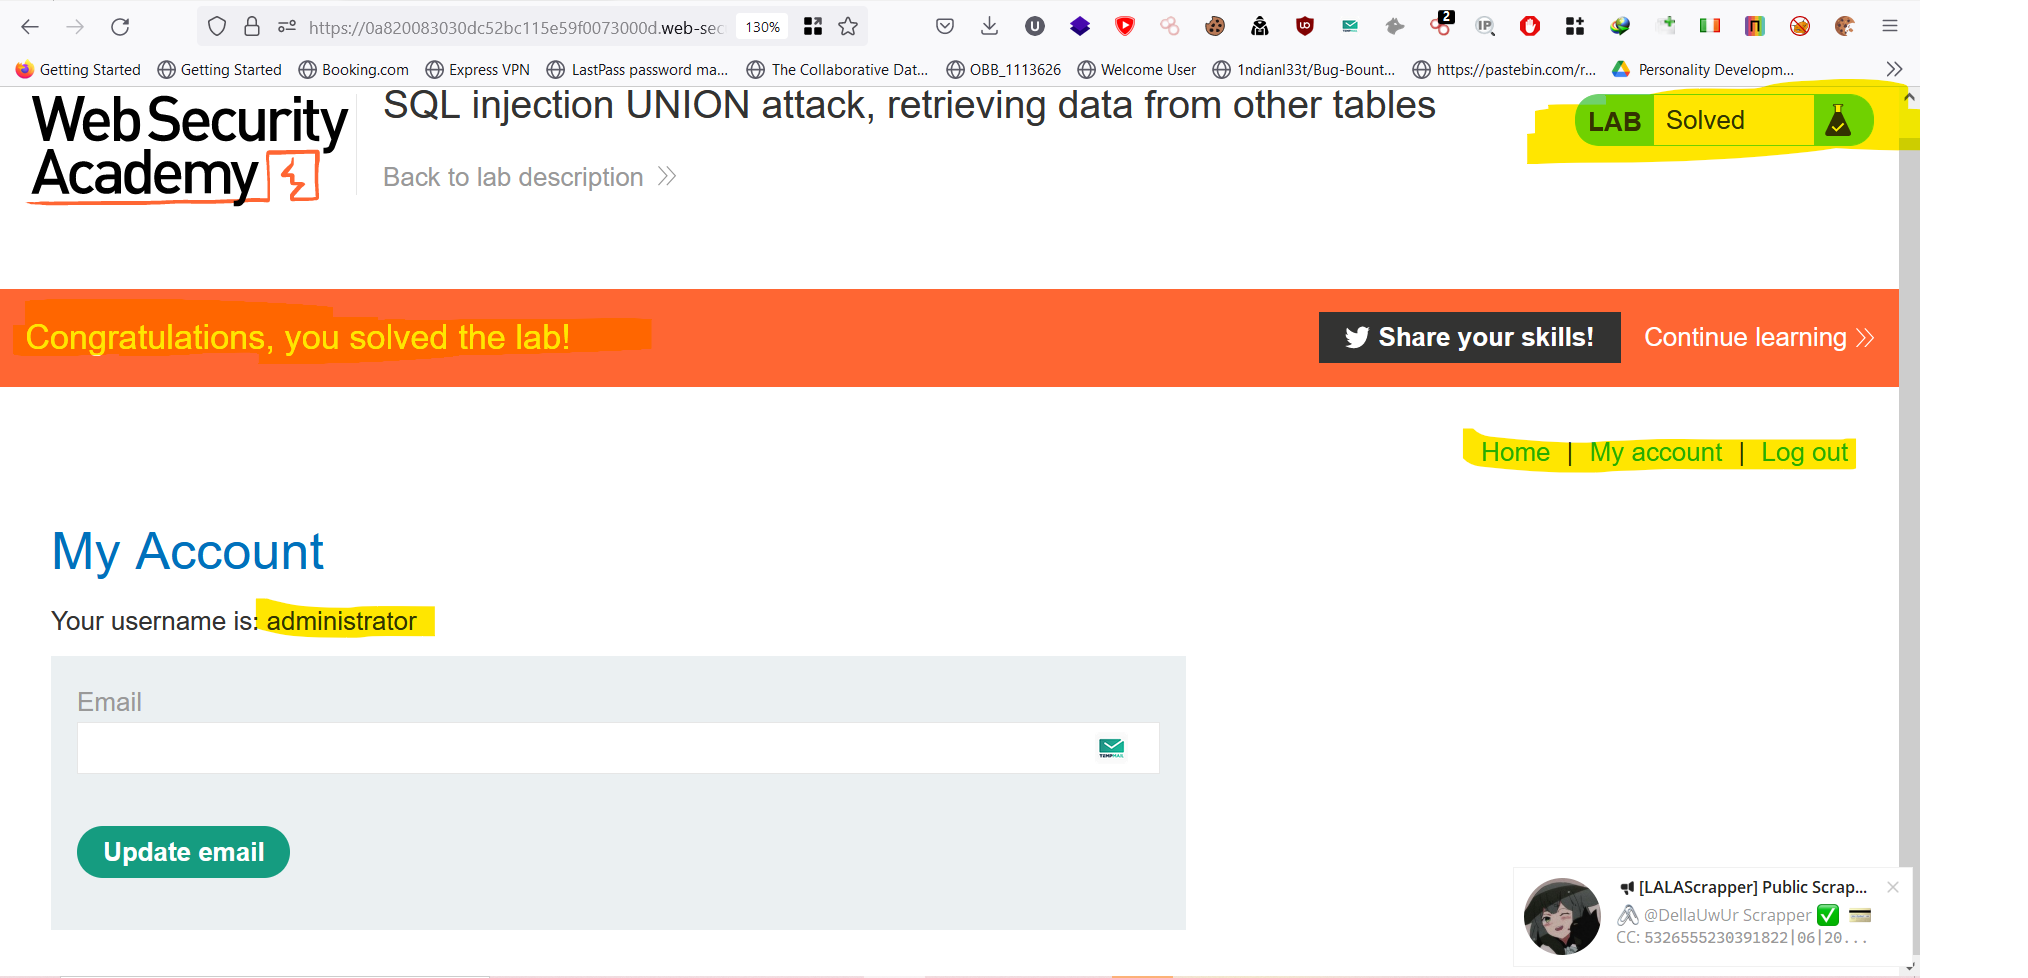 https://0a820083030dc52bc115e59f0073000d.web-sec
130%
U
2
IP
Getting Started
Getting Started
Booking.com
Express VPN
LastPass password ma...
The Collaborative Dat...
OBB_1113626
Welcome User
1ndianl33t/Bug-Bount...
https://pastebin.com/r...
Personality Developm...
Web Security
Academy
SQL injection UNION attack, retrieving data from other tables
Back to lab description
LAB Solved
Congratulations, you solved the lab!
Share your skills!
Continue learning
Home | My account | Log out
My Account
Your username is: administrator
Email
Update email
[LALAScrapper] Public Scrap...
@DellaUwUr Scrapper ✅ 💳
CC: 5326555230391822|06|20...